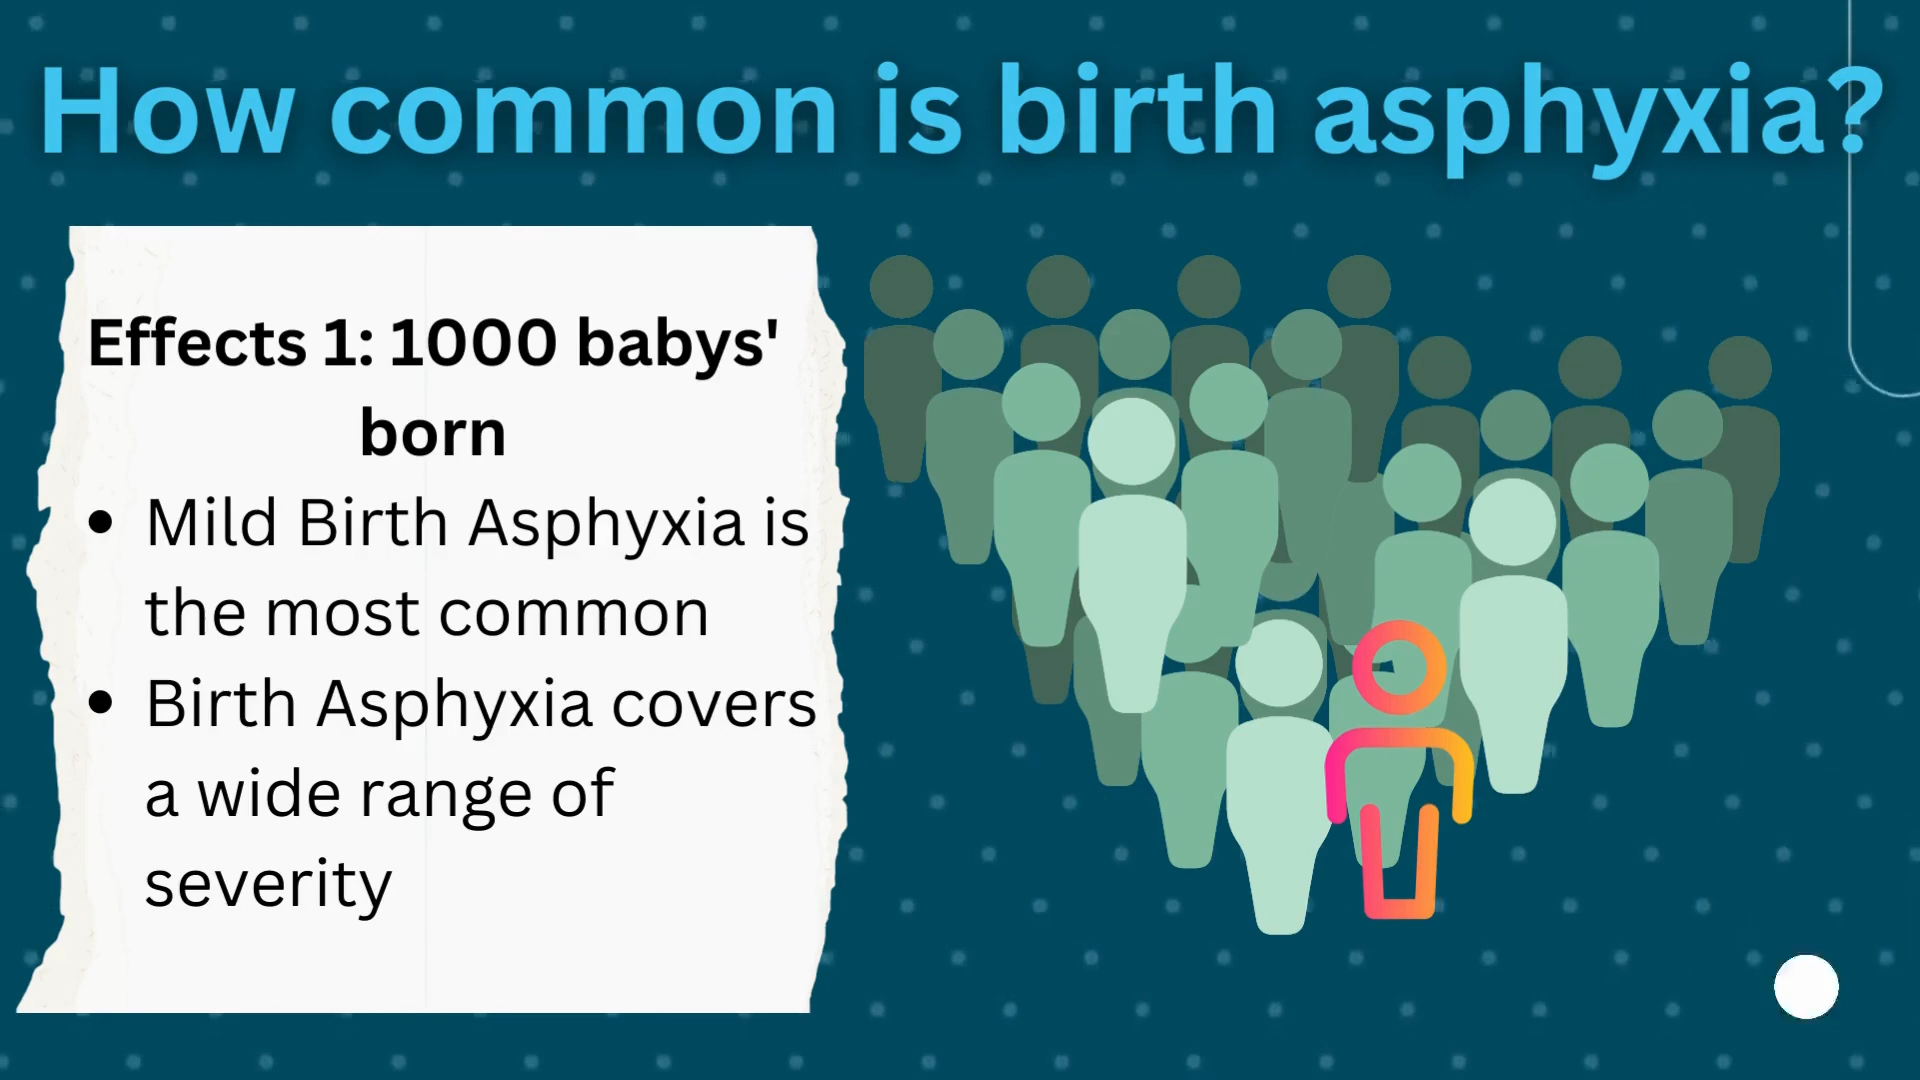 How common is birth asphyxia?
Effects 1: 1000 babys'
born
• Mild Birth Asphyxia is
the most common
• Birth Asphyxia covers
a wide range of
severity